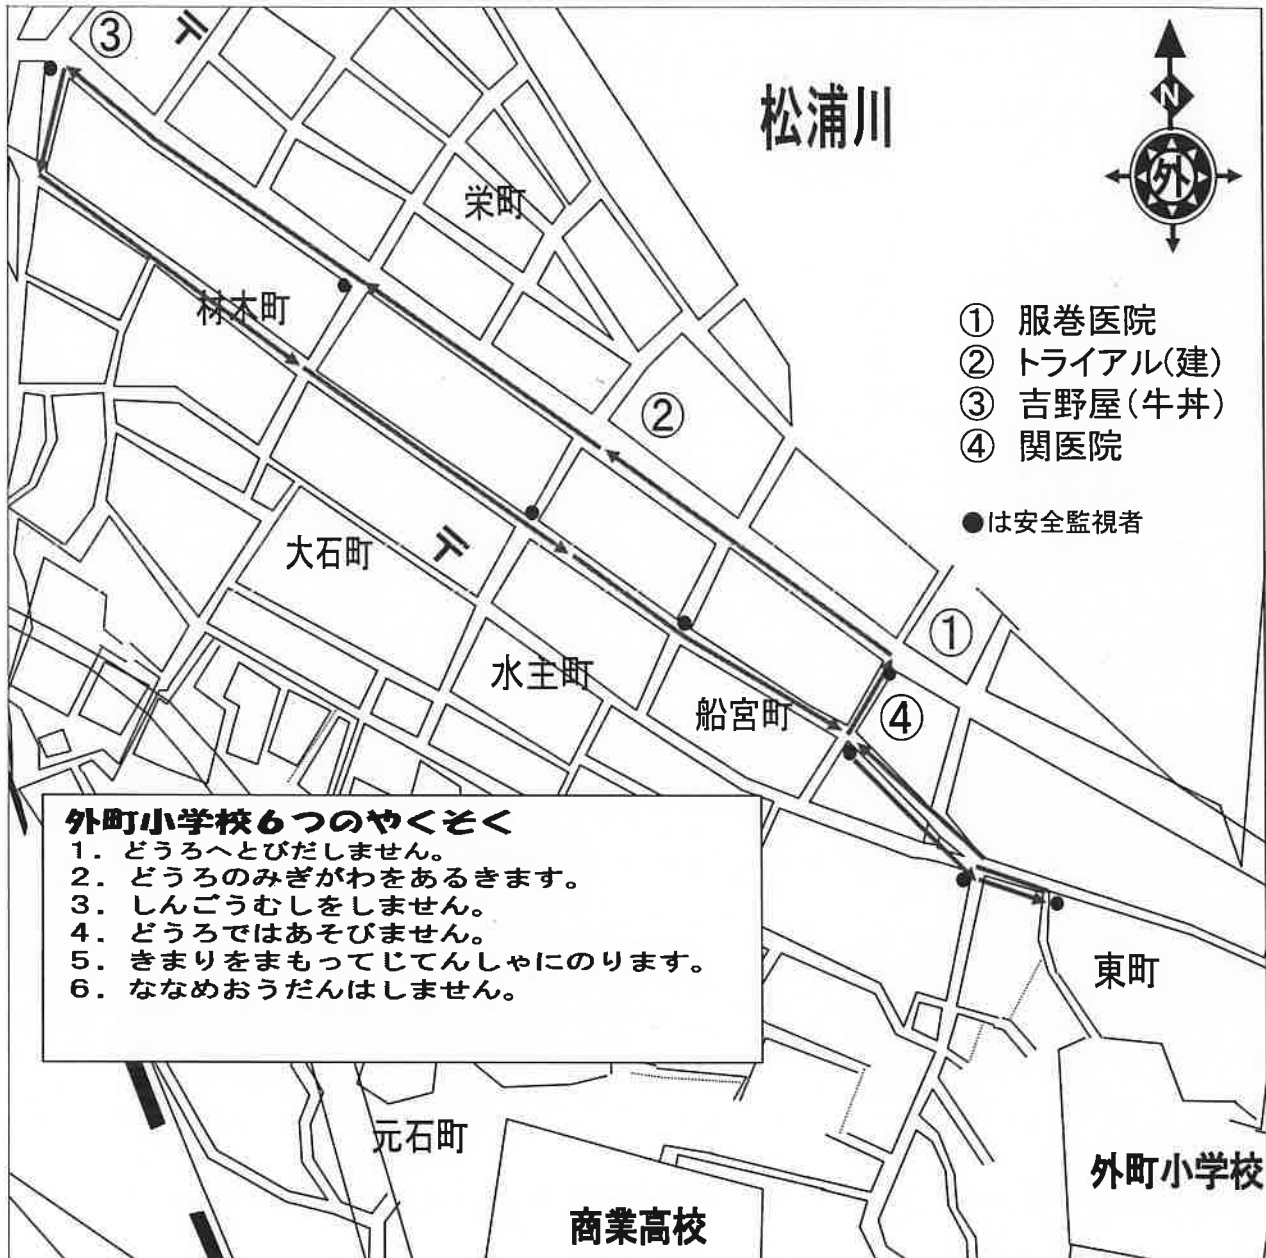 ③
〒
松浦川
N
外
栄町
材木町
① 服巻医院
② トライアル(建)
③ 吉野屋(牛丼)
④ 関医院
●は安全監視者
②
大石町
〒
①
水主町
船宮町
④
外町小学校6つのやくそく
1. どうろへとびだしません。
2. どうろのみぎがわをあるきます。
3. しんごうむしをしません。
4. どうろではあそびません。
5. きまりをまもってじてんしゃにのります。
6. ななめおうだんはしません。
東町
元石町
外町小学校
商業高校